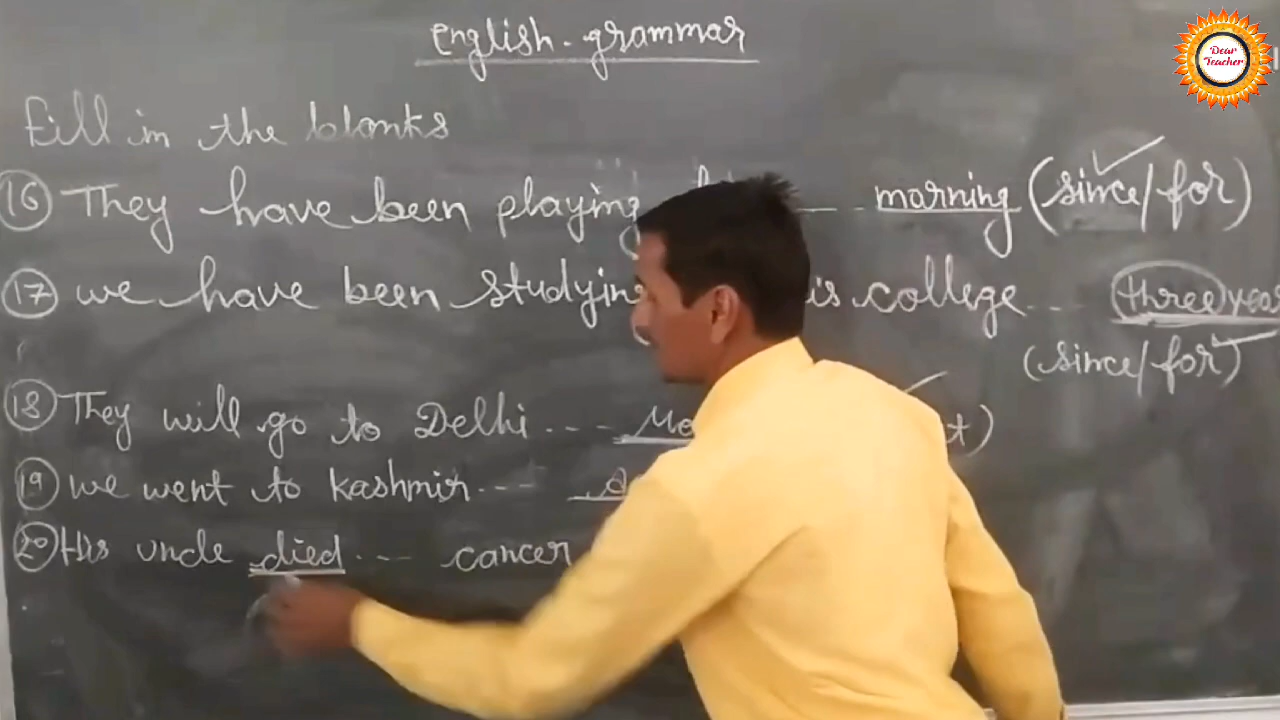 English-grammar
Dear
Teacher
Fill in the blanks
16 They have been playing --- morning (since/for)
17 we have been studying is college... three years
(since/for)
18 They will go to Delhi ---
19 we went to Kashmir ---
20 His uncle died --- cancer